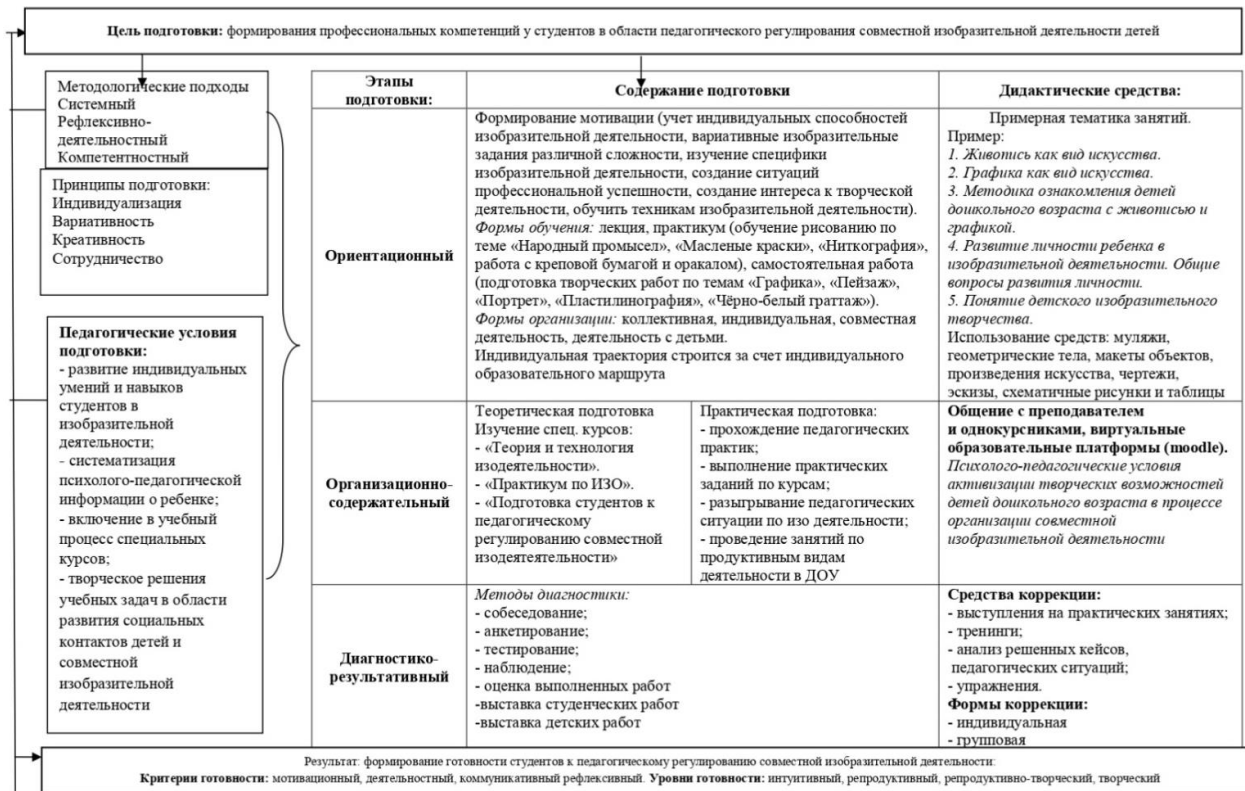 Цель подготовки: формирования профессиональных компетенций у студентов в области педагогического регулирования совместной изобразительной деятельности детей
Методологические подходы
Системный
Рефлексивно-
деятельностный
Компетентностный
Принципы подготовки:
Индивидуализация
Вариативность
Креативность
Сотрудничество
Педагогические условия
подготовки:
- развитие индивидуальных
умений и навыков
студентов в
изобразительной
деятельности;
- систематизация
психолого-педагогической
информации о ребенке;
- включение в учебный
процесс специальных
курсов;
- творческое решения
учебных задач в области
развития социальных
контактов детей и
совместной
изобразительной
деятельности
Этапы
подготовки:
Содержание подготовки
Дидактические средства:
Ориентационный
Формирование мотивации (учет индивидуальных способностей
изобразительной деятельности, вариативные изобразительные
задания различной сложности, изучение специфики
изобразительной деятельности, создание ситуаций
профессиональной успешности, создание интереса к творческой
деятельности, обучить техникам изобразительной деятельности).
Формы обучения: лекция, практикум (обучение рисованию по
теме «Народный промысел», «Масленые краски», «Ниткография»,
работа с креповой бумагой и оракалом), самостоятельная работа
(подготовка творческих работ по темам «Графика», «Пейзаж»,
«Портрет», «Пластилинография», «Чёрно-белый граттаж»).
Формы организации: коллективная, индивидуальная, совместная
деятельность, деятельность с детьми.
Индивидуальная траектория строится за счет индивидуального
образовательного маршрута
Примерная тематика занятий.
Пример:
1. Живопись как вид искусства.
2. Графика как вид искусства.
3. Методика ознакомления детей
дошкольного возраста с живописью и
графикой.
4. Развитие личности ребенка в
изобразительной деятельности. Общие
вопросы развития личности.
5. Понятие детского изобразительного
творчества.
Использование средств: муляжи,
геометрические тела, макеты объектов,
произведения искусства, чертежи,
эскизы, схематичные рисунки и таблицы
Организационно-
содержательный
Теоретическая подготовка
Изучение спец. курсов:
- «Теория и технология
изодеятельности».
- «Практикум по ИЗО».
- «Подготовка студентов к
педагогическому
регулированию совместной
изодеятеятельности»
Практическая подготовка:
- прохождение педагогических
практик;
- выполнение практических
заданий по курсам;
- разыгрывание педагогических
ситуации по изо деятельности;
- проведение занятий по
продуктивным видам
деятельности в ДОУ
Общение с преподавателем
и однокурсниками, виртуальные
образовательные платформы (moodle).
Психолого-педагогические условия
активизации творческих возможностей
детей дошкольного возраста в процессе
организации совместной
изобразительной деятельности
Диагностико-
результативный
Методы диагностики:
- собеседование;
- анкетирование;
- тестирование;
- наблюдение;
- оценка выполненных работ
-выставка студенческих работ
-выставка детских работ
Средства коррекции:
- выступления на практических занятиях;
- тренинги;
- анализ решенных кейсов,
педагогических ситуаций;
- упражнения.
Формы коррекции:
- индивидуальная
- групповая
Результат: формирование готовности студентов к педагогическому регулированию совместной изобразительной деятельности:
Критерии готовности: мотивационный, деятельностный, коммуникативный рефлексивный. Уровни готовности: интуитивный, репродуктивный, репродуктивно-творческий, творческий